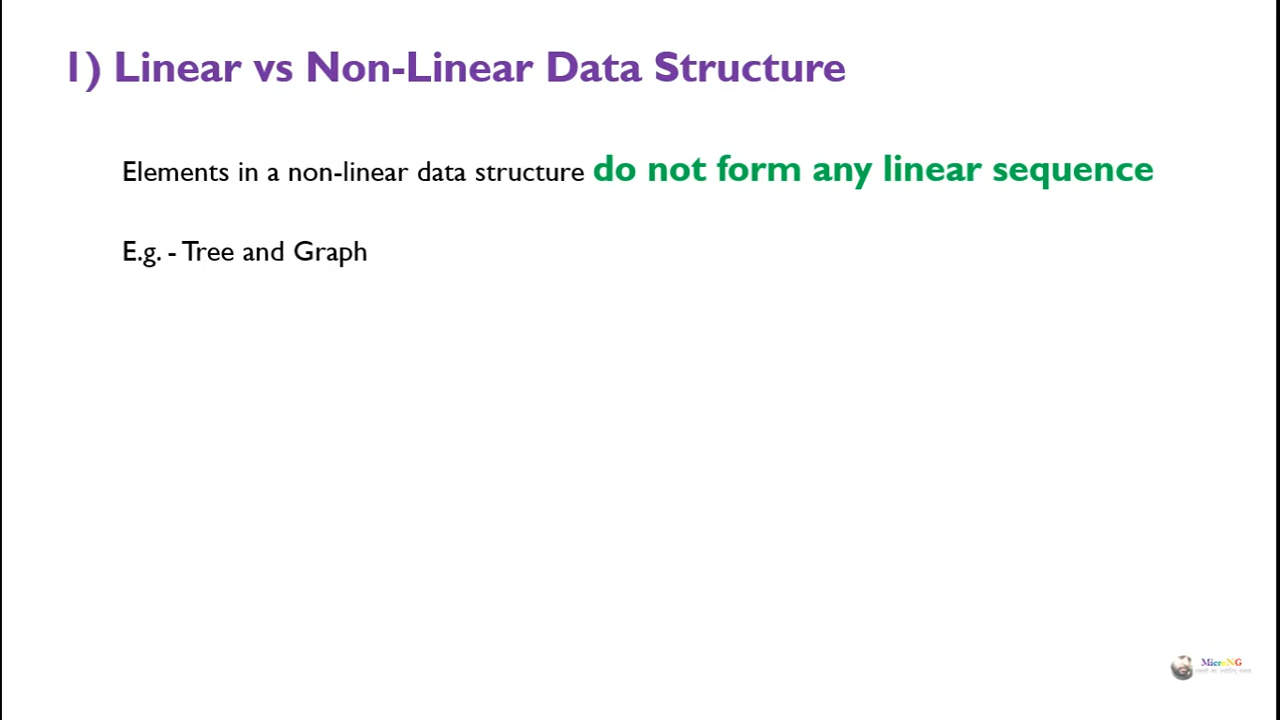 1) Linear vs Non-Linear Data Structure
Elements in a non-linear data structure do not form any linear sequence
E.g. - Tree and Graph
MicroNG